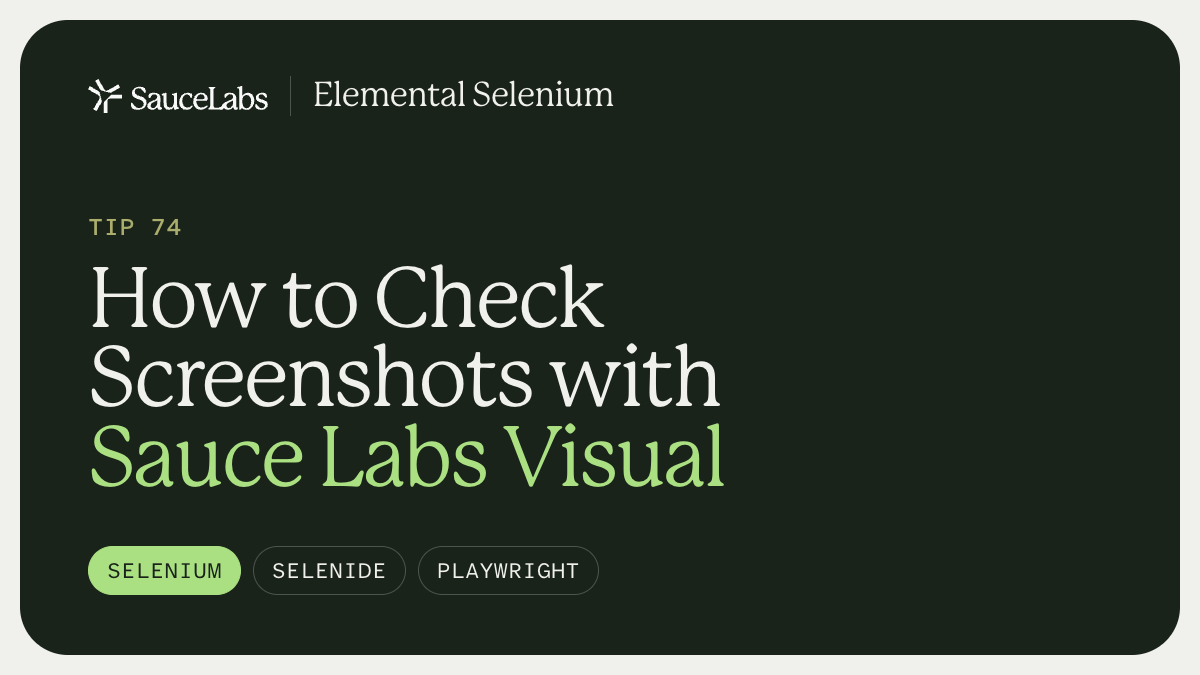 SauceLabs | Elemental Selenium
TIP 74
How to Check
Screenshots with
Sauce Labs Visual
SELENIUM SELENIDE PLAYWRIGHT